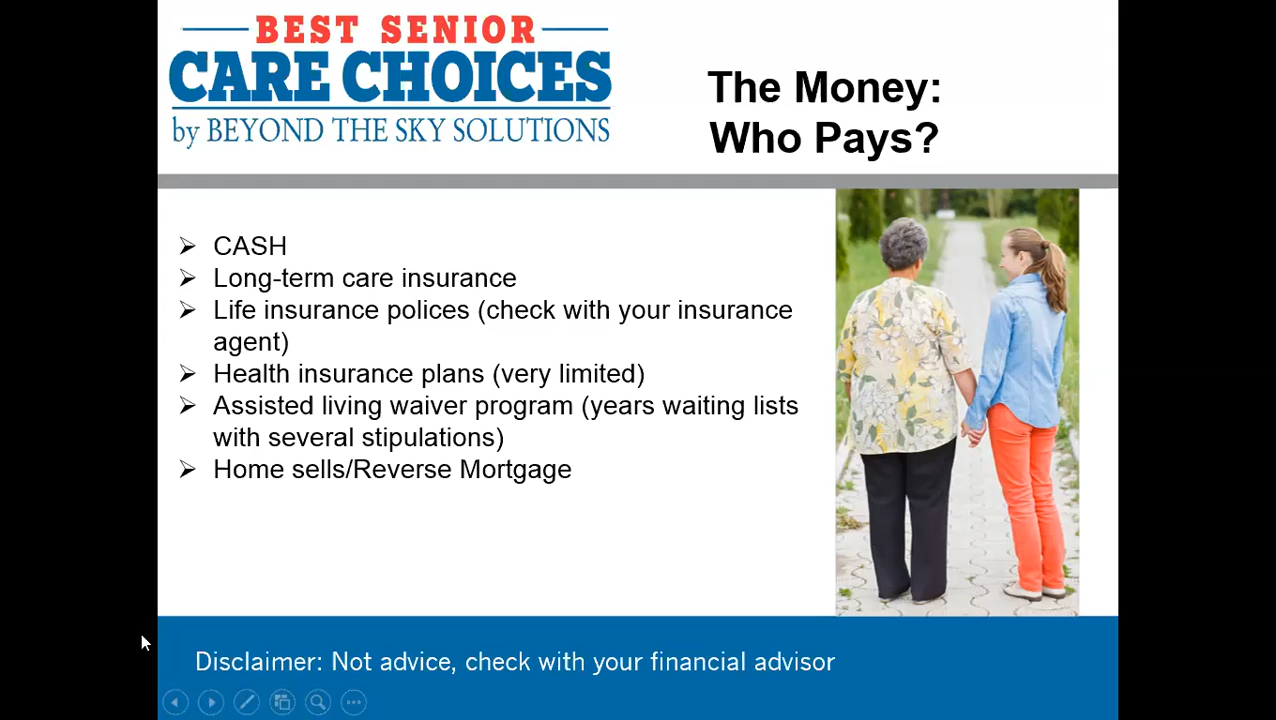 BEST SENIOR
CARE CHOICES
by BEYOND THE SKY SOLUTIONS
The Money:
Who Pays?
CASH
Long-term care insurance
Life insurance polices (check with your insurance
agent)
Health insurance plans (very limited)
Assisted living waiver program (years waiting lists
with several stipulations)
Home sells/Reverse Mortgage
Disclaimer: Not advice, check with your financial advisor